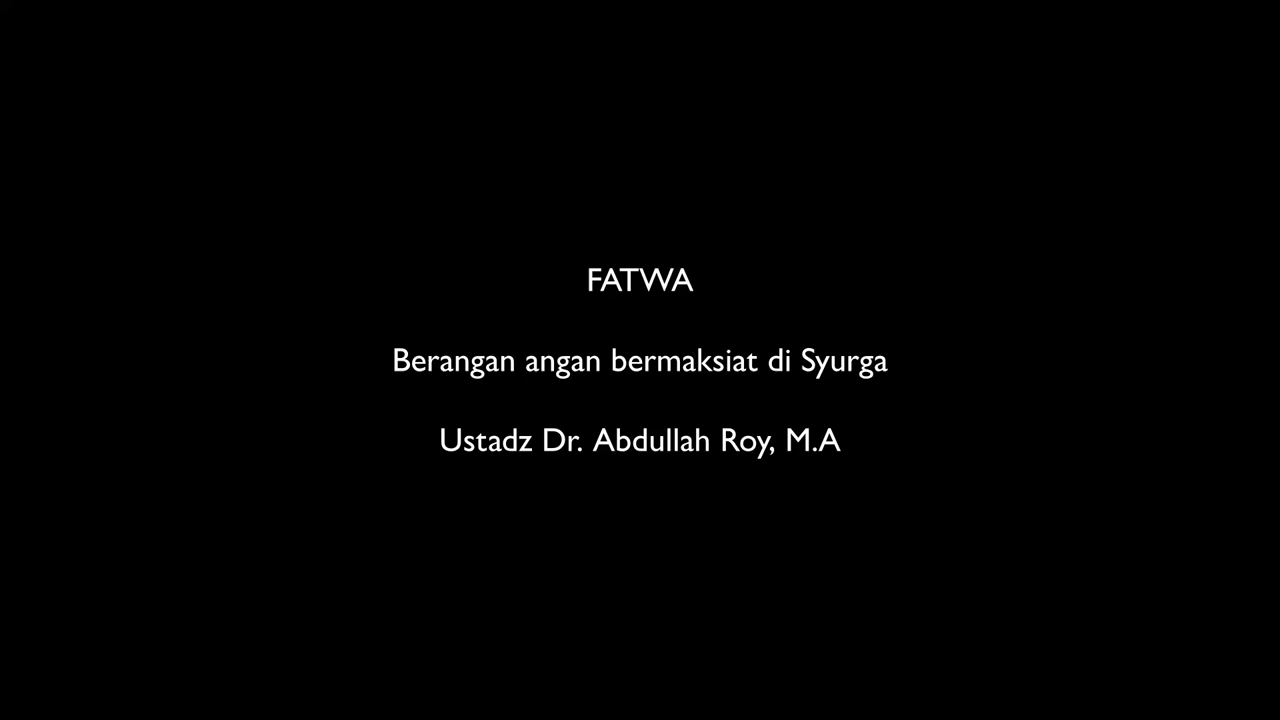 FATWA
Berangan angan bermaksiat di Syurga
Ustadz Dr. Abdullah Roy, M.A